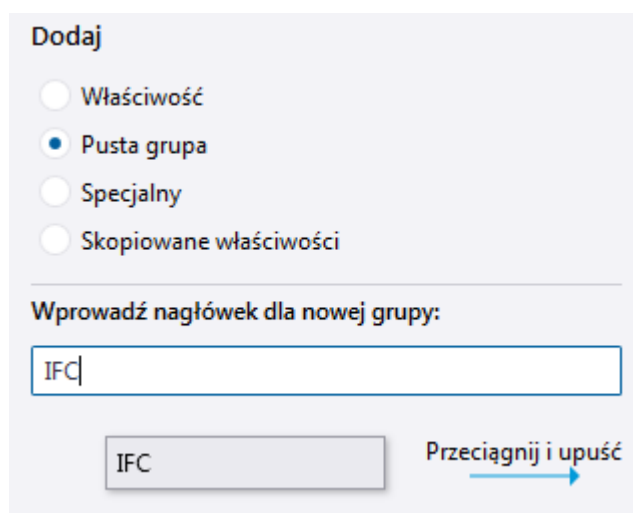 Dodaj
Właściwość
Pusta grupa
Specjalny
Skopiowane właściwości
Wprowadź nagłówek dla nowej grupy:
IFC
IFC
Przeciągnij i upuść